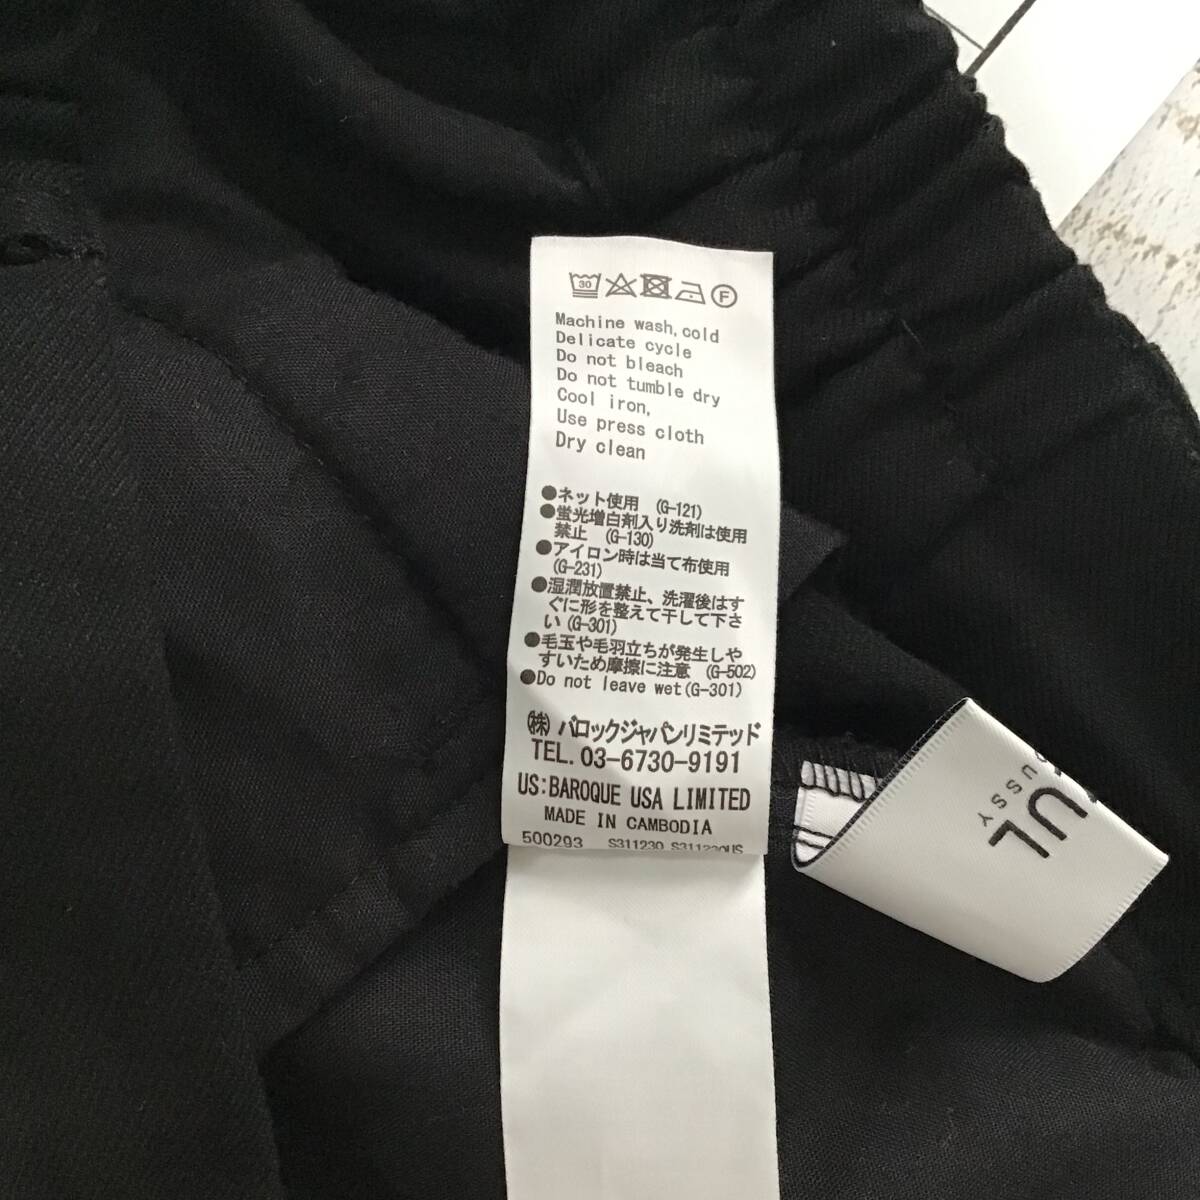 30 F
Machine wash, cold
Delicate cycle
Do not bleach
Do not tumble dry
Cool iron,
Use press cloth
Dry clean
●ネット使用 (G-121)
●蛍光増白剤入り洗剤は使用
禁止 (G-130)
●アイロン時は当て布使用
(G-231)
●湿潤放置禁止、洗濯後はす
ぐに形を整えて干して下さ
い (G-301)
●毛玉や毛羽立ちが発生しや
すいため摩擦に注意 (G-502)
●Do not leave wet(G-301)
㈱ バロックジャパンリミテッド
TEL. 03-6730-9191
US:BAROQUE USA LIMITED
MADE IN CAMBODIA
500293 S311230 S311230US
UL
USSY